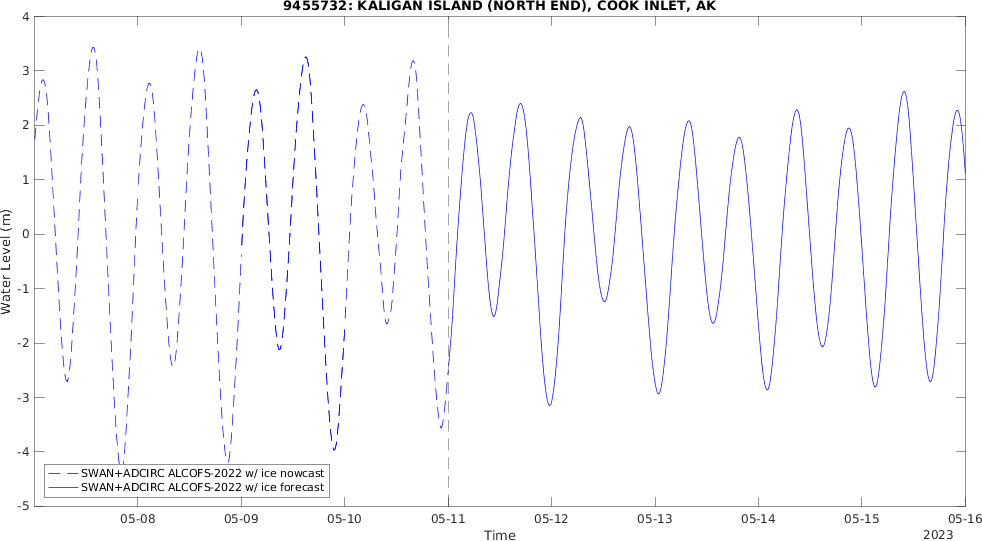 9455732: KALIGAN ISLAND (NORTH END), COOK INLET, AK
Water Level (m)
4
3
2
1
0
-1
-2
-3
-4
-5
SWAN+ADCIRC ALCOFS-2022 w/ ice nowcast
SWAN+ADCIRC ALCOFS-2022 w/ ice forecast
05-08 05-09 05-10 05-11 05-12 05-13 05-14 05-15 05-16
Time
2023